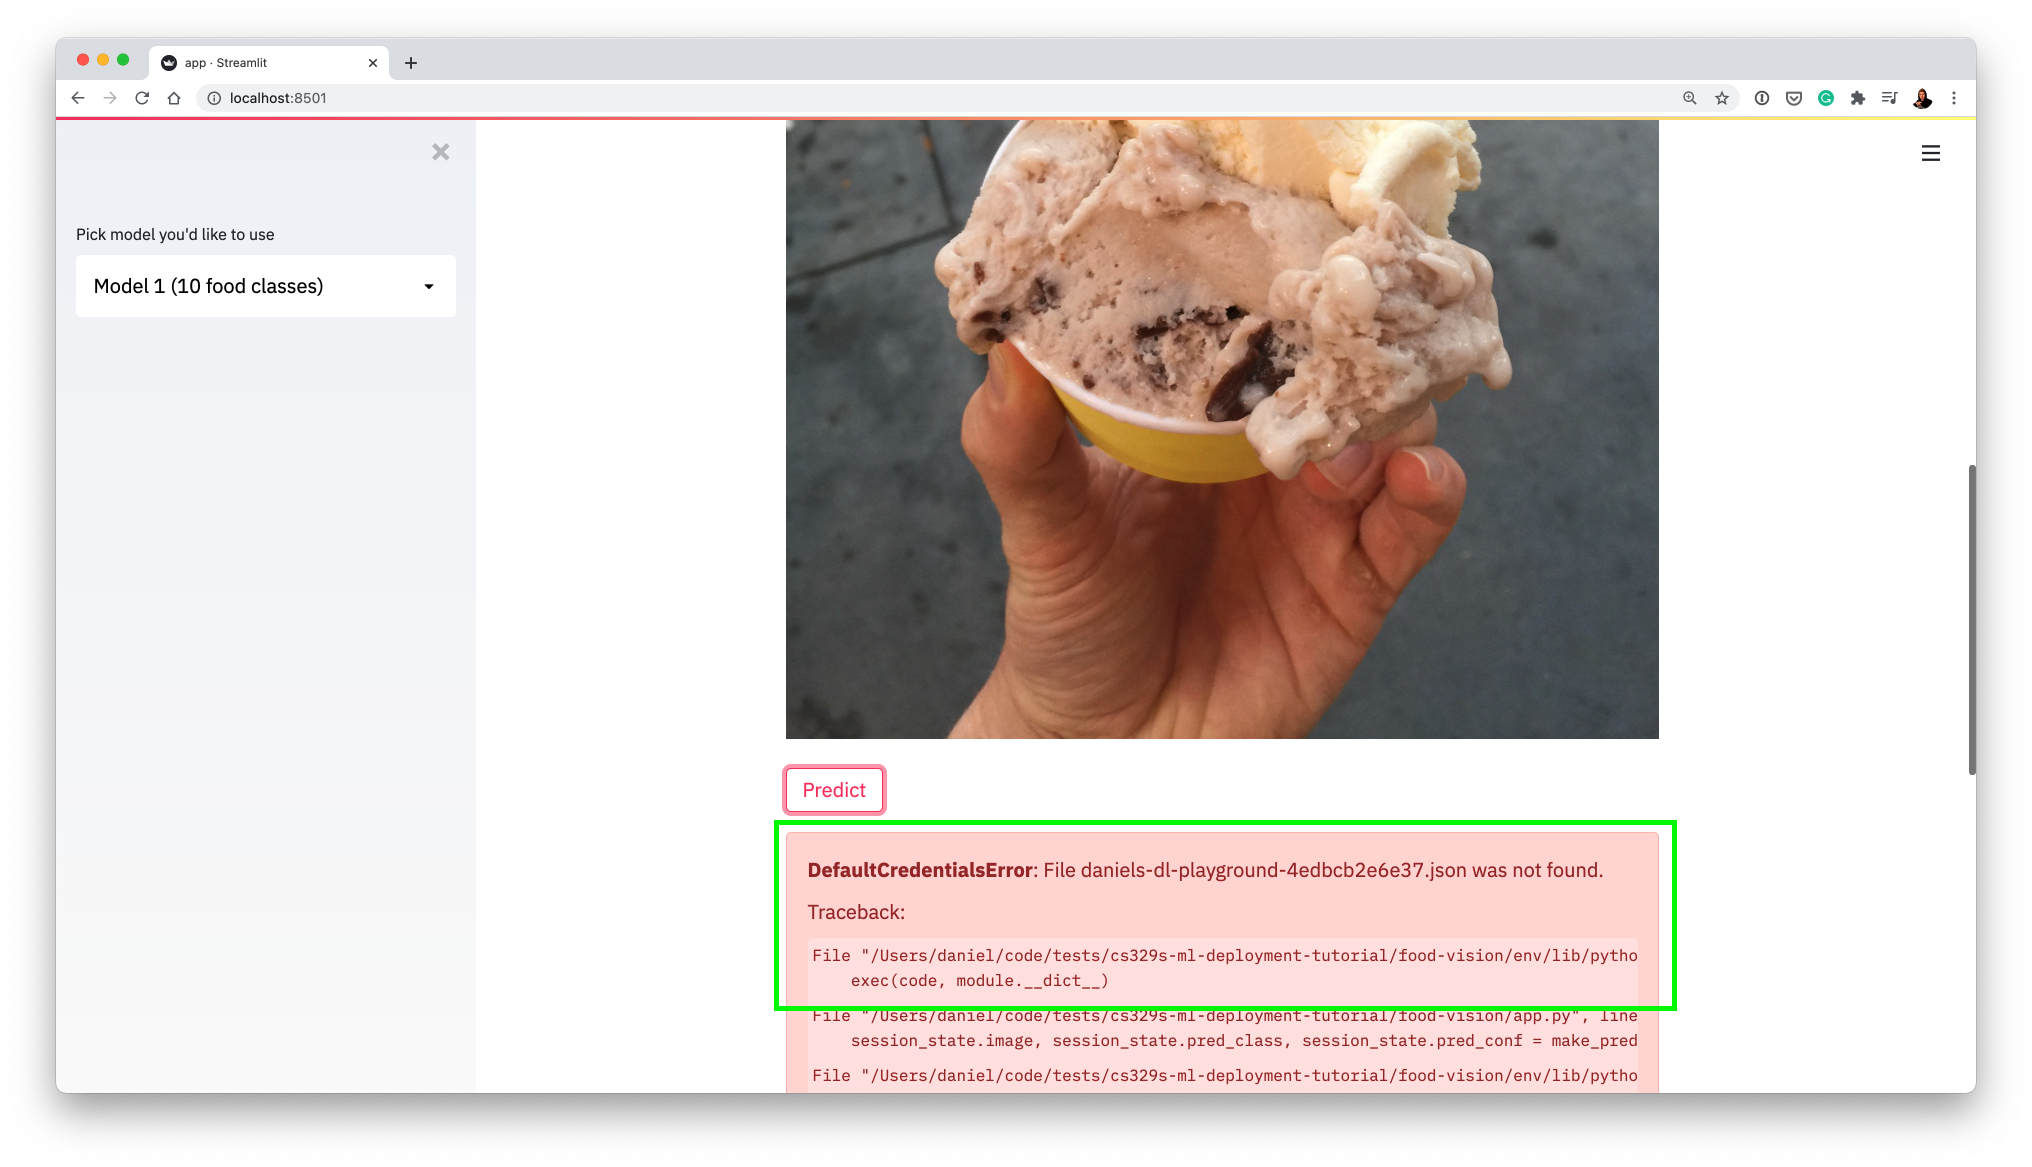 app · Streamlit
localhost:8501
Pick model you'd like to use
Model 1 (10 food classes)
Predict
DefaultCredentialsError: File daniels-dl-playground-4edbcb2e6e37.json was not found.
Traceback:
File "/Users/daniel/code/tests/cs329s-ml-deployment-tutorial/food-vision/env/lib/pytho
exec(code, module.__dict__)
File "/Users/daniel/code/tests/cs329s-ml-deployment-tutorial/food-vision/app.py", line
session_state.image, session_state.pred_class, session_state.pred_conf = make_pred
File "/Users/daniel/code/tests/cs329s-ml-deployment-tutorial/food-vision/env/lib/pytho